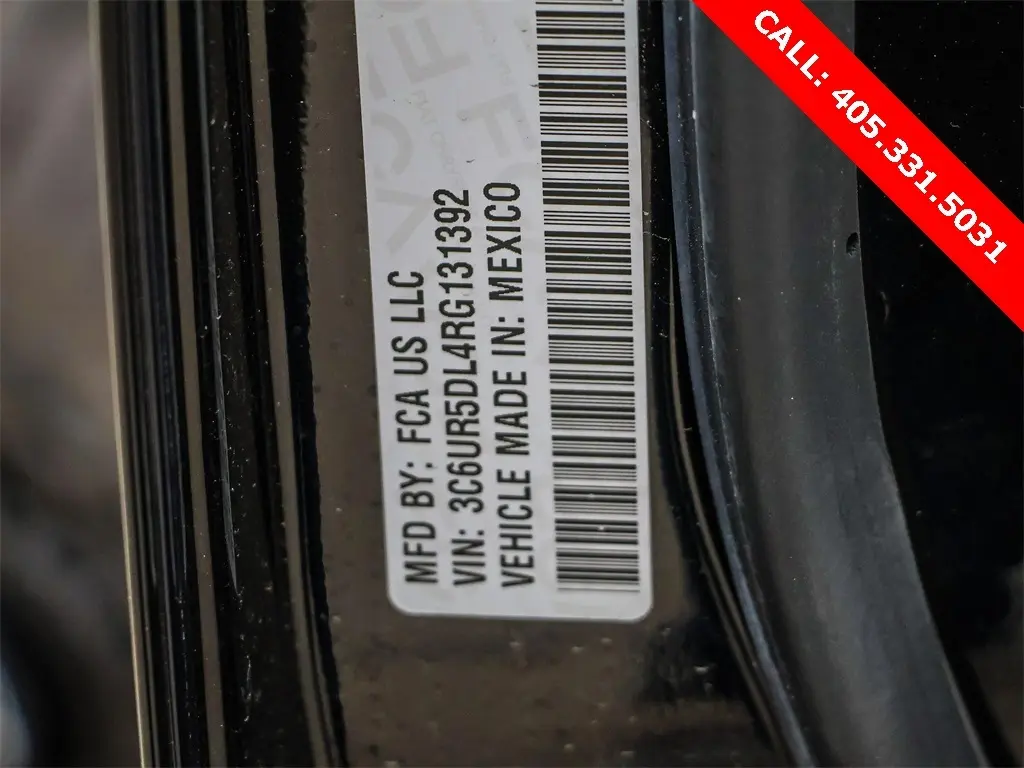 MFD BY: FCA US LLC
VIN: 3C6UR5DL4RG131392
VEHICLE MADE IN: MEXICO
CALL: 405.331.5031